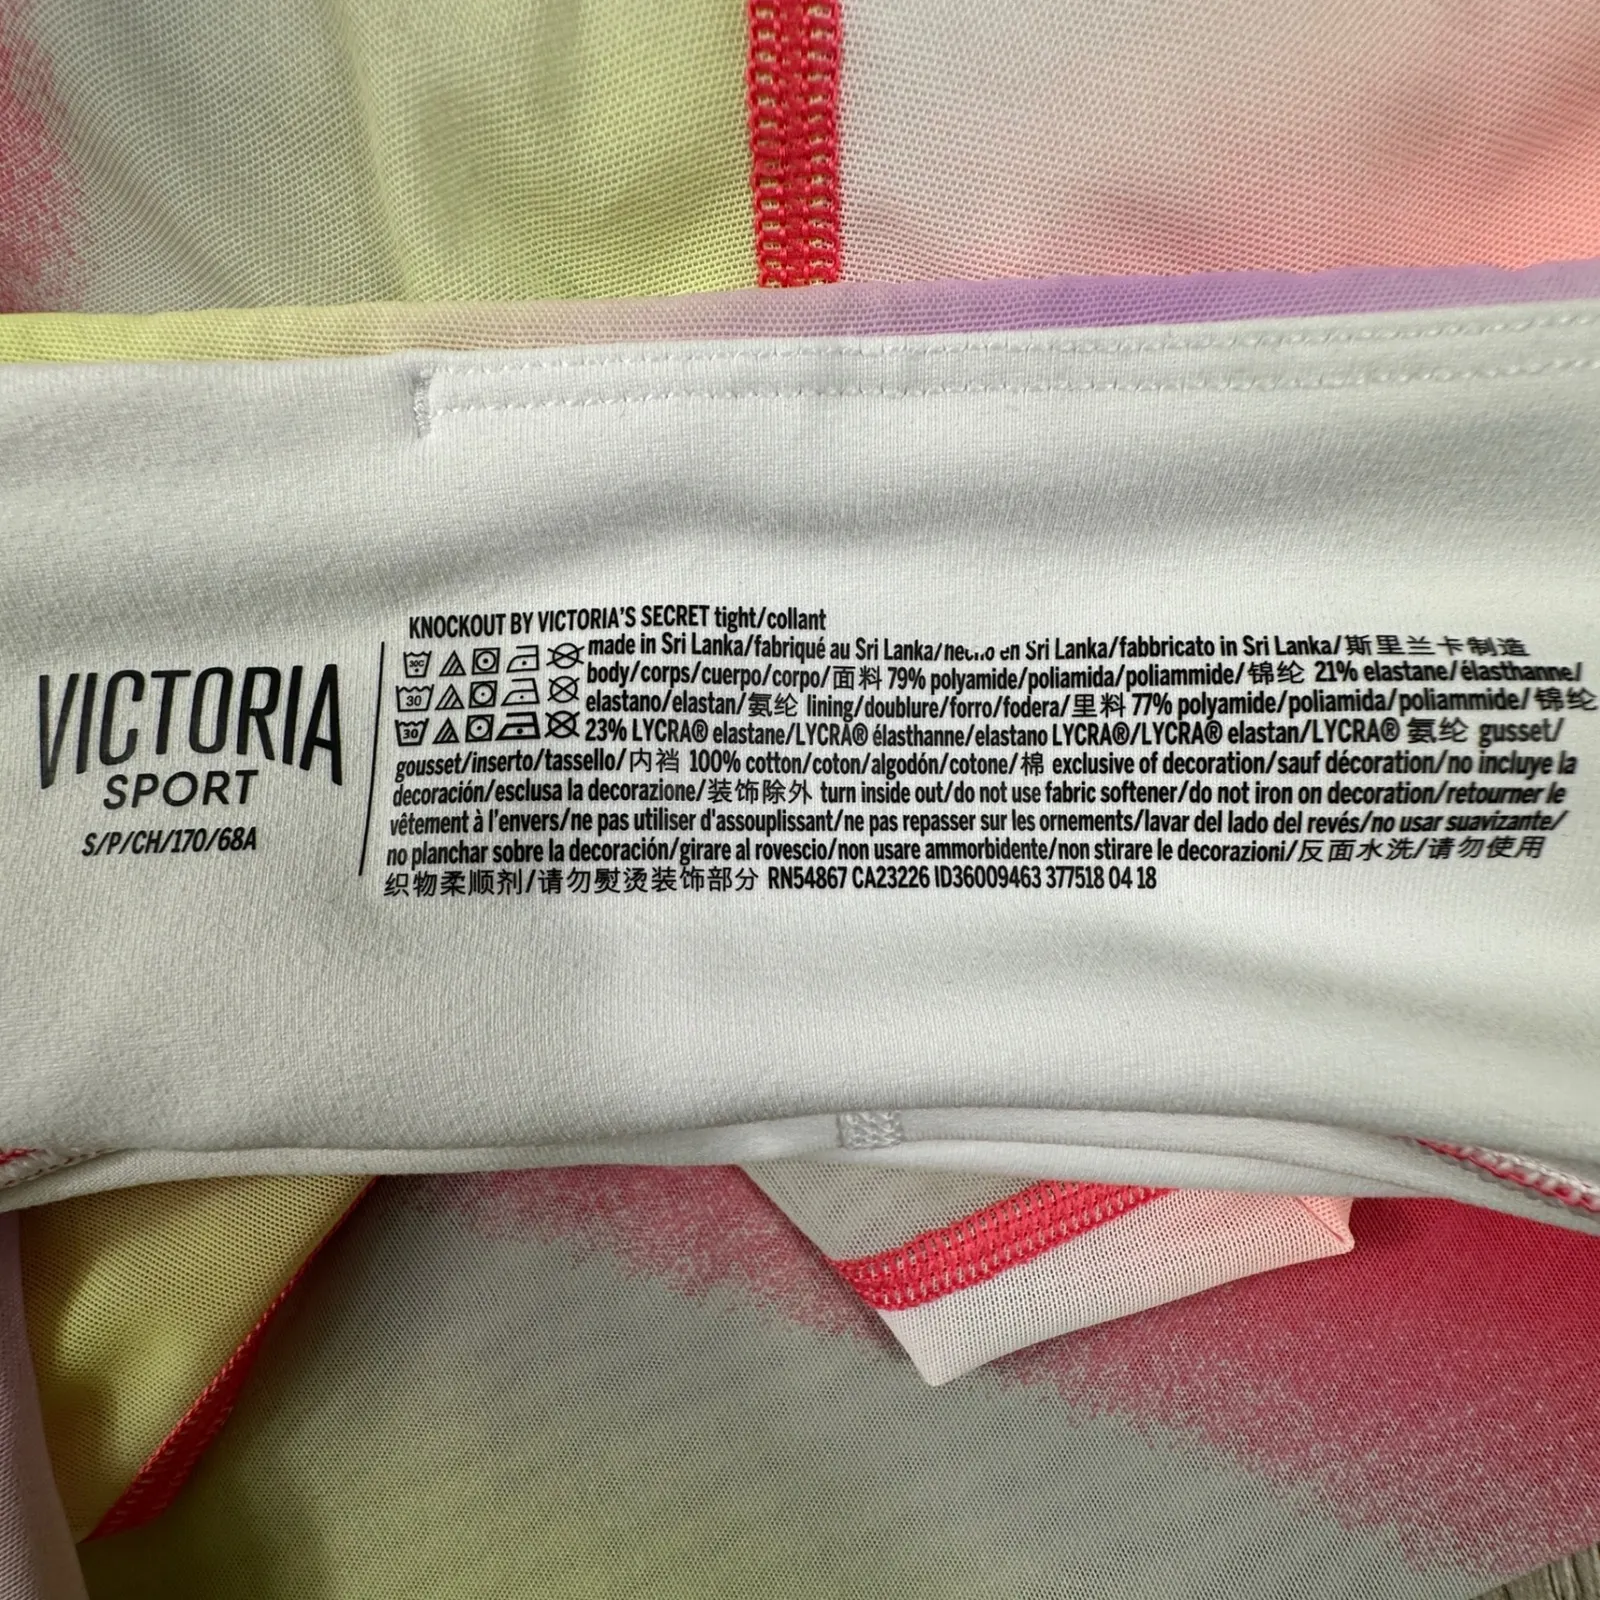 VICTORIA
SPORT
S/P/CH/170/68A
KNOCKOUT BY VICTORIA'S SECRET tight/collant
made in Sri Lanka/fabriqué au Sri Lanka/hecho en Sri Lanka/fabbricato in Sri Lanka/斯里兰卡制造
body/corps/cuerpo/corpo/面料 79% polyamide/poliamida/poliammide/锦纶 21% elastane/élasthanne/
elastano/elastan/氨纶 lining/doublure/forro/fodera/里料 77% polyamide/poliamida/poliammide/锦纶
23% LYCRA® elastane/LYCRA® élasthanne/elastano LYCRA®/LYCRA® elastan/LYCRA® 氨纶 gusset/
gousset/inserto/tassello/内裆 100% cotton/coton/algodón/cotone/棉 exclusive of decoration/sauf décoration/no incluye la
decoración/esclusa la decorazione/装饰除外 turn inside out/do not use fabric softener/do not iron on decoration/retourner le
vêtement à l'envers/ne pas utiliser d'assouplissant/ne pas repasser sur les ornements/lavar del lado del revés/no usar suavizante/
no planchar sobre la decoración/girare al rovescio/non usare ammorbidente/non stirare le decorazioni/反面水洗/请勿使用
织物柔顺剂/请勿熨烫装饰部分 RN54867 CA23226 ID36009463 377518 04 18